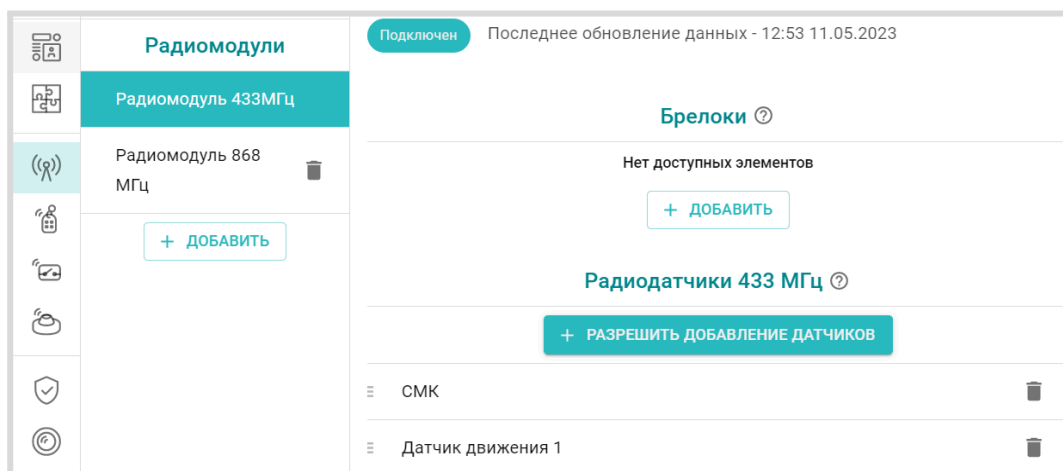 Радиомодули
Радиомодуль 433МГц
Радиомодуль 868
МГц
+ ДОБАВИТЬ
Подключен
Последнее обновление данных - 12:53 11.05.2023
Брелоки ?
Нет доступных элементов
+ ДОБАВИТЬ
Радиодатчики 433 МГц ?
+ РАЗРЕШИТЬ ДОБАВЛЕНИЕ ДАТЧИКОВ
СМК
Датчик движения 1